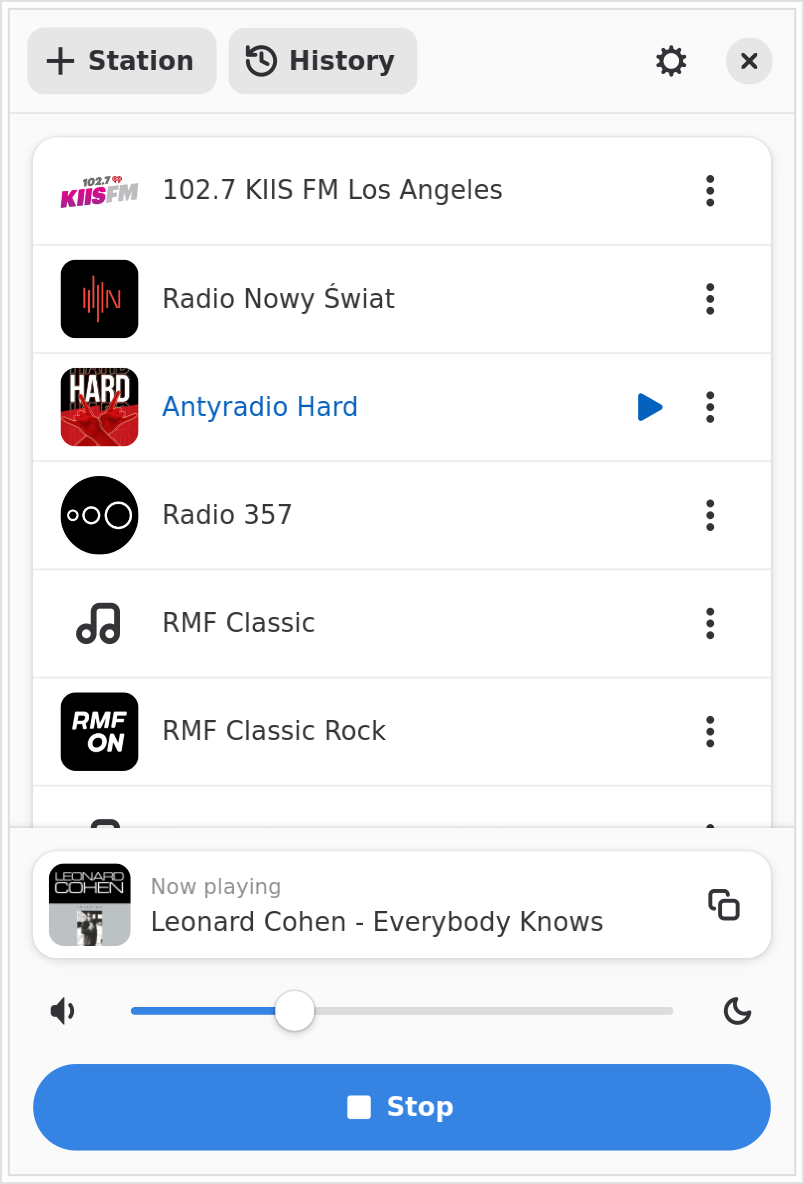 Station
History
102.7
KIIS FM
102.7 KIIS FM Los Angeles
Radio Nowy Świat
HARD
Antyradio Hard
Radio 357
RMF Classic
RMF
ON
RMF Classic Rock
LEONARD
COHEN
Now playing
Leonard Cohen - Everybody Knows
Stop